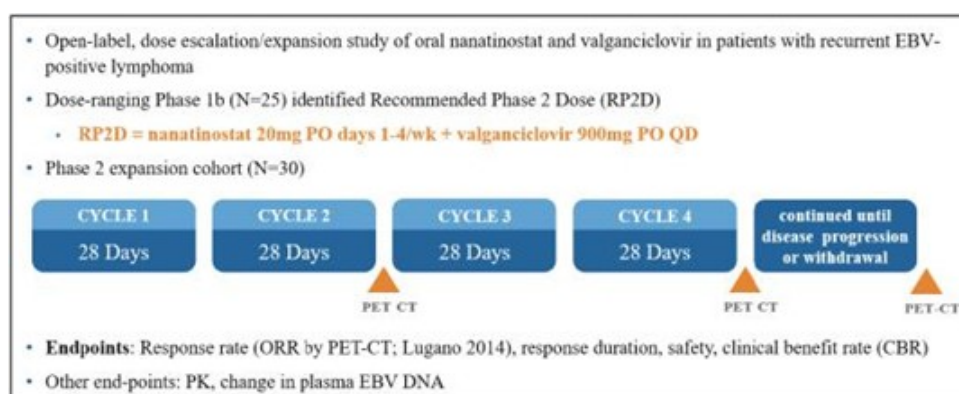 • Open-label, dose escalation/expansion study of oral nanatinostat and valganciclovir in patients with recurrent EBV-
positive lymphoma
• Dose-ranging Phase 1b (N=25) identified Recommended Phase 2 Dose (RP2D)
• RP2D = nanatinostat 20mg PO days 1-4/wk + valganciclovir 900mg PO QD
• Phase 2 expansion cohort (N=30)
CYCLE 1 CYCLE 2 CYCLE 3 CYCLE 4 continued until
disease progression
28 Days 28 Days 28 Days 28 Days or withdrawal
PET CT PET CT PET-CT
• Endpoints: Response rate (ORR by PET-CT; Lugano 2014), response duration, safety, clinical benefit rate (CBR)
• Other end-points: PK, change in plasma EBV DNA